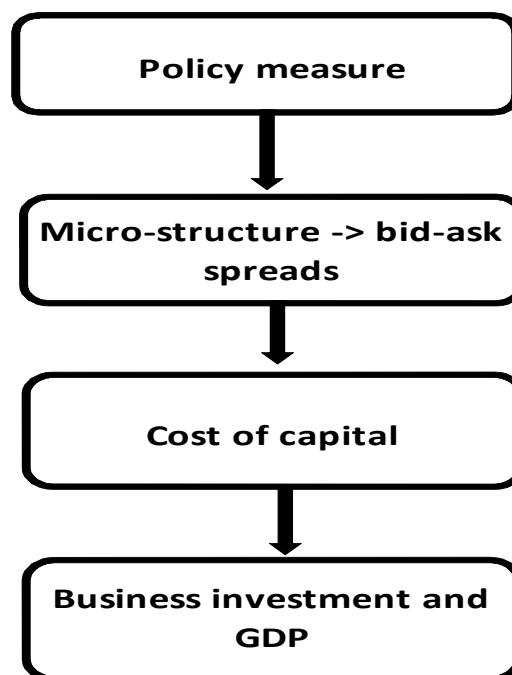 Policy measure
Micro-structure -> bid-ask
spreads
Cost of capital
Business investment and
GDP